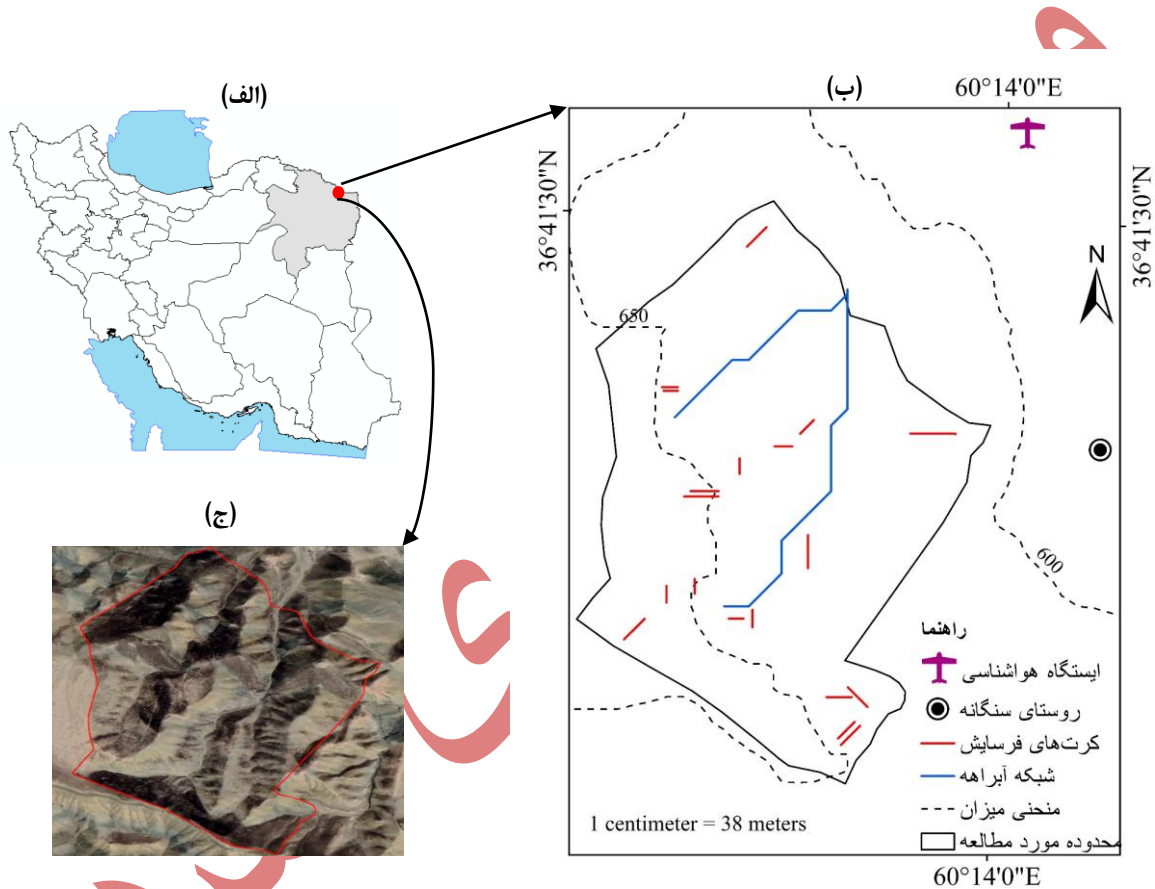 (الف)
(ب)
60°14'0"E
36°41'30"N
36°41'30"N
N
650
600
(ج)
راهنما
ایستگاه هواشناسی
روستای سنگانه
کرت‌های فرسایش
شبکه آبراهه
منحنی میزان
محدوده مورد مطالعه
1 centimeter = 38 meters
60°14'0"E